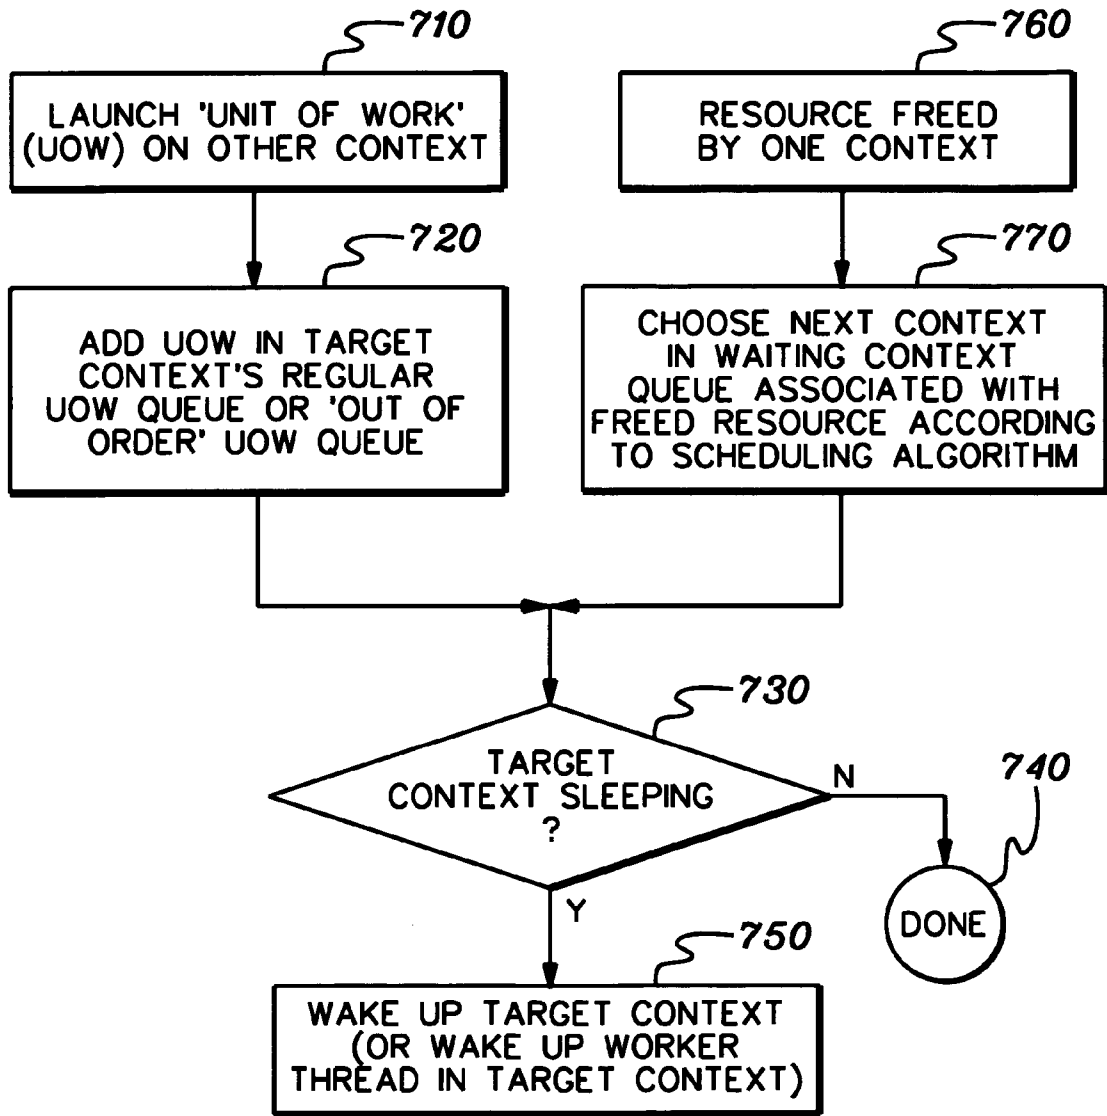 710
LAUNCH 'UNIT OF WORK'
(UOW) ON OTHER CONTEXT
720
ADD UOW IN TARGET
CONTEXT'S REGULAR
UOW QUEUE OR 'OUT OF
ORDER' UOW QUEUE
760
RESOURCE FREED
BY ONE CONTEXT
770
CHOOSE NEXT CONTEXT
IN WAITING CONTEXT
QUEUE ASSOCIATED WITH
FREED RESOURCE ACCORDING
TO SCHEDULING ALGORITHM
730
TARGET
CONTEXT SLEEPING
?
N
740
DONE
Y
750
WAKE UP TARGET CONTEXT
(OR WAKE UP WORKER
THREAD IN TARGET CONTEXT)